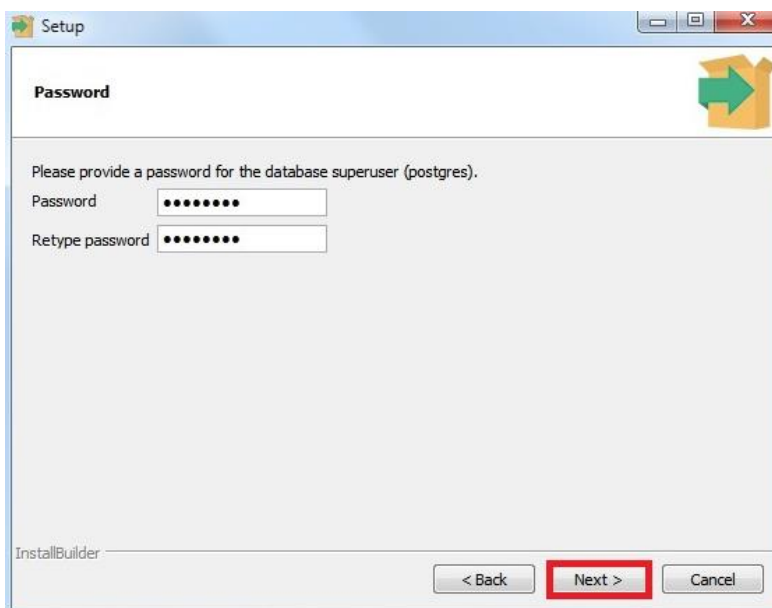 Setup
Password
Please provide a password for the database superuser (postgres).
Password ••••••••
Retype password ••••••••
InstallBuilder
< Back Next > Cancel